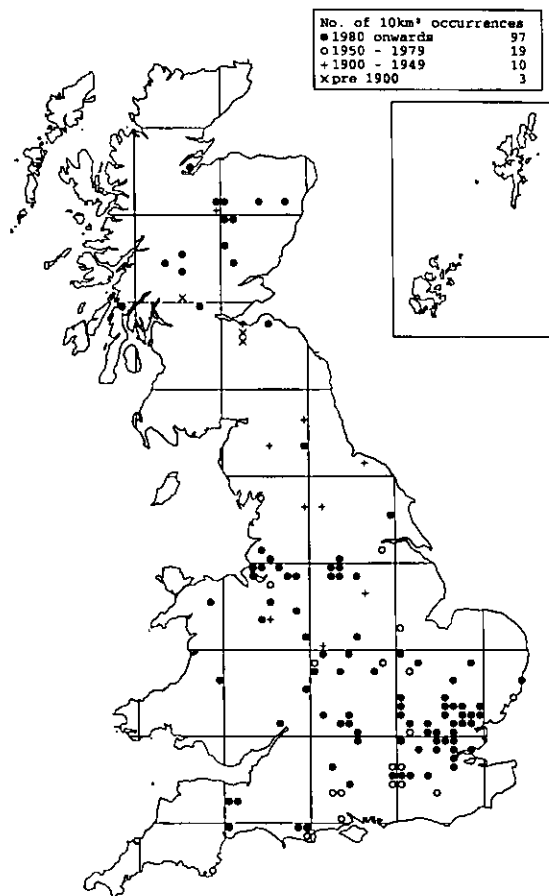 No. of 10km² occurrences
● 1980 onwards 97
○ 1950 - 1979 19
+ 1900 - 1949 10
× pre 1900 3